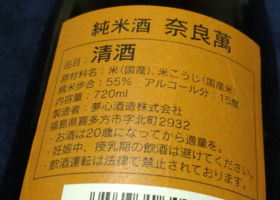 純米酒 奈良萬
品目：清酒
原材料名：米（国産）、米こうじ（国産米）
精米歩合：55% アルコール分：15度
内容量：720ml
製造者：夢心酒造株式会社
福島県喜多方市字北町2932
・お酒は20歳になってから適量を。
・妊娠中、授乳期の飲酒は避けてください。
・飲酒運転は法律で禁止されております。